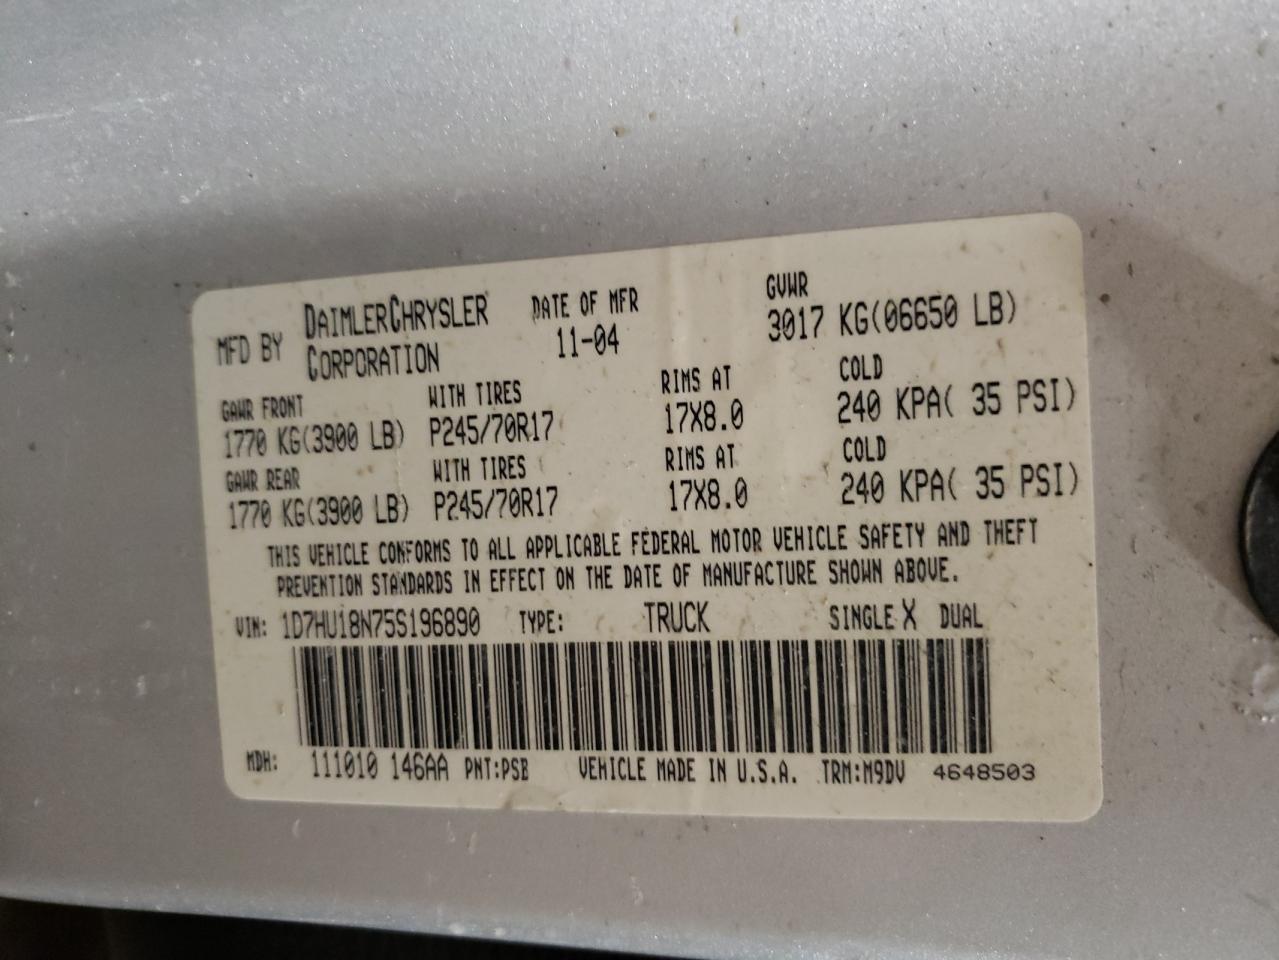 MFD BY DAIMLERCHRYSLER CORPORATION DATE OF MFR 11-04 GVWR 3017 KG(06650 LB)
GAWR FRONT WITH TIRES RIMS AT COLD
1770 KG(3900 LB) P245/70R17 17X8.0 240 KPA( 35 PSI)
GAWR REAR WITH TIRES RIMS AT COLD
1770 KG(3900 LB) P245/70R17 17X8.0 240 KPA( 35 PSI)
THIS VEHICLE CONFORMS TO ALL APPLICABLE FEDERAL MOTOR VEHICLE SAFETY AND THEFT
PREVENTION STANDARDS IN EFFECT ON THE DATE OF MANUFACTURE SHOWN ABOVE.
VIN: 1D7HU18N75S196890 TYPE: TRUCK SINGLE X DUAL
MDH: 111010 146AA PNT:PSB VEHICLE MADE IN U.S.A. TRM:M9DV 4648503